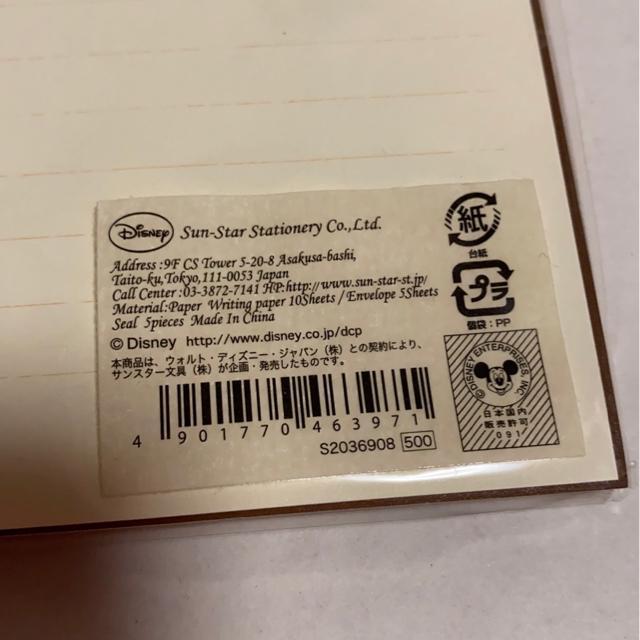 Disney Sun-Star Stationery Co.,Ltd.
Address :9F CS Tower 5-20-8 Asakusa-bashi,
Taito-ku,Tokyo,111-0053 Japan
Call Center :03-3872-7141 HP:http://www.sun-star-st.jp/
Material:Paper Writing paper 10Sheets / Envelope 5Sheets
Seal 5pieces Made In China
© Disney http://www.disney.co.jp/dcp
本商品は、ウォルト・ディズニー・ジャパン（株）との契約により、
サンスター文具（株）が企画・発売したものです。
4 901770 463971
S2036908 500
紙
台紙
プラ
個袋：PP
© DISNEY ENTERPRISES, INC.
日本国内
販売許可
091